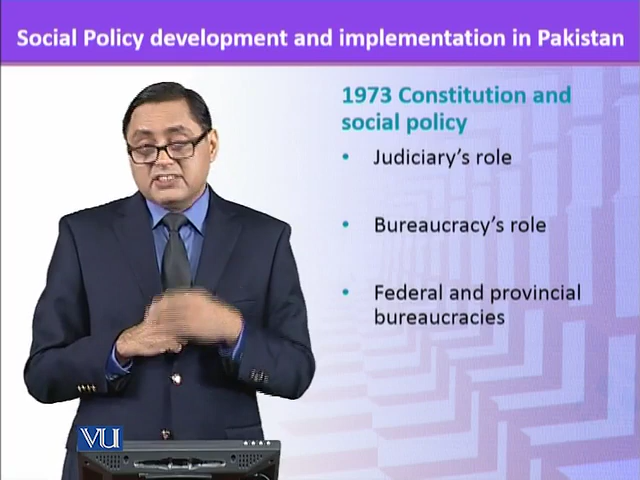 Social Policy development and implementation in Pakistan
1973 Constitution and
social policy
• Judiciary's role
• Bureaucracy's role
• Federal and provincial
bureaucracies
VU